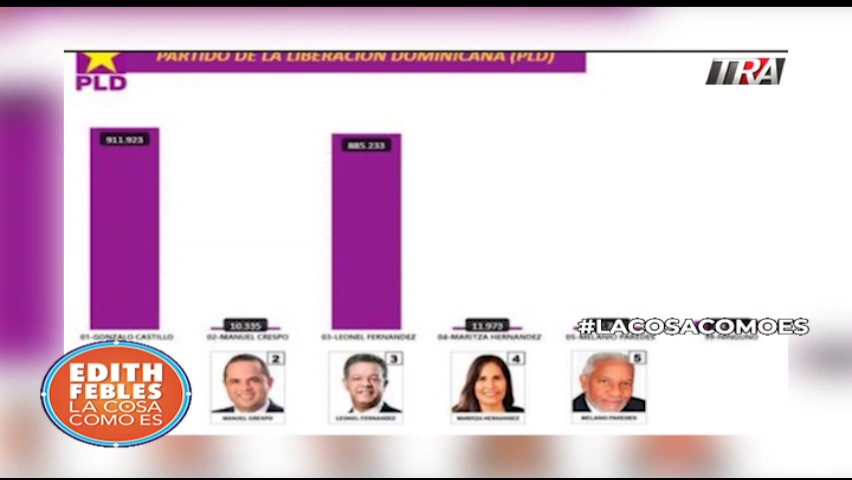 PARTIDO DE LA LIBERACIÓN DOMINICANA (PLD)
PLD
TRA
911.923
885.233
10.335
11.973
#LACOSACOMOES
01-GONZALO CASTILLO
02-MANUEL CRESPO
03-LEONEL FERNANDEZ
04-MARITZA HERNANDEZ
05-MELANIO PAREDES
NINGUNO
2
3
4
5
MANUEL CRESPO
LEONEL FERNANDEZ
MARITZA HERNANDEZ
MELANIO PAREDES
EDITH
FEBLES
LA COSA
COMO ES